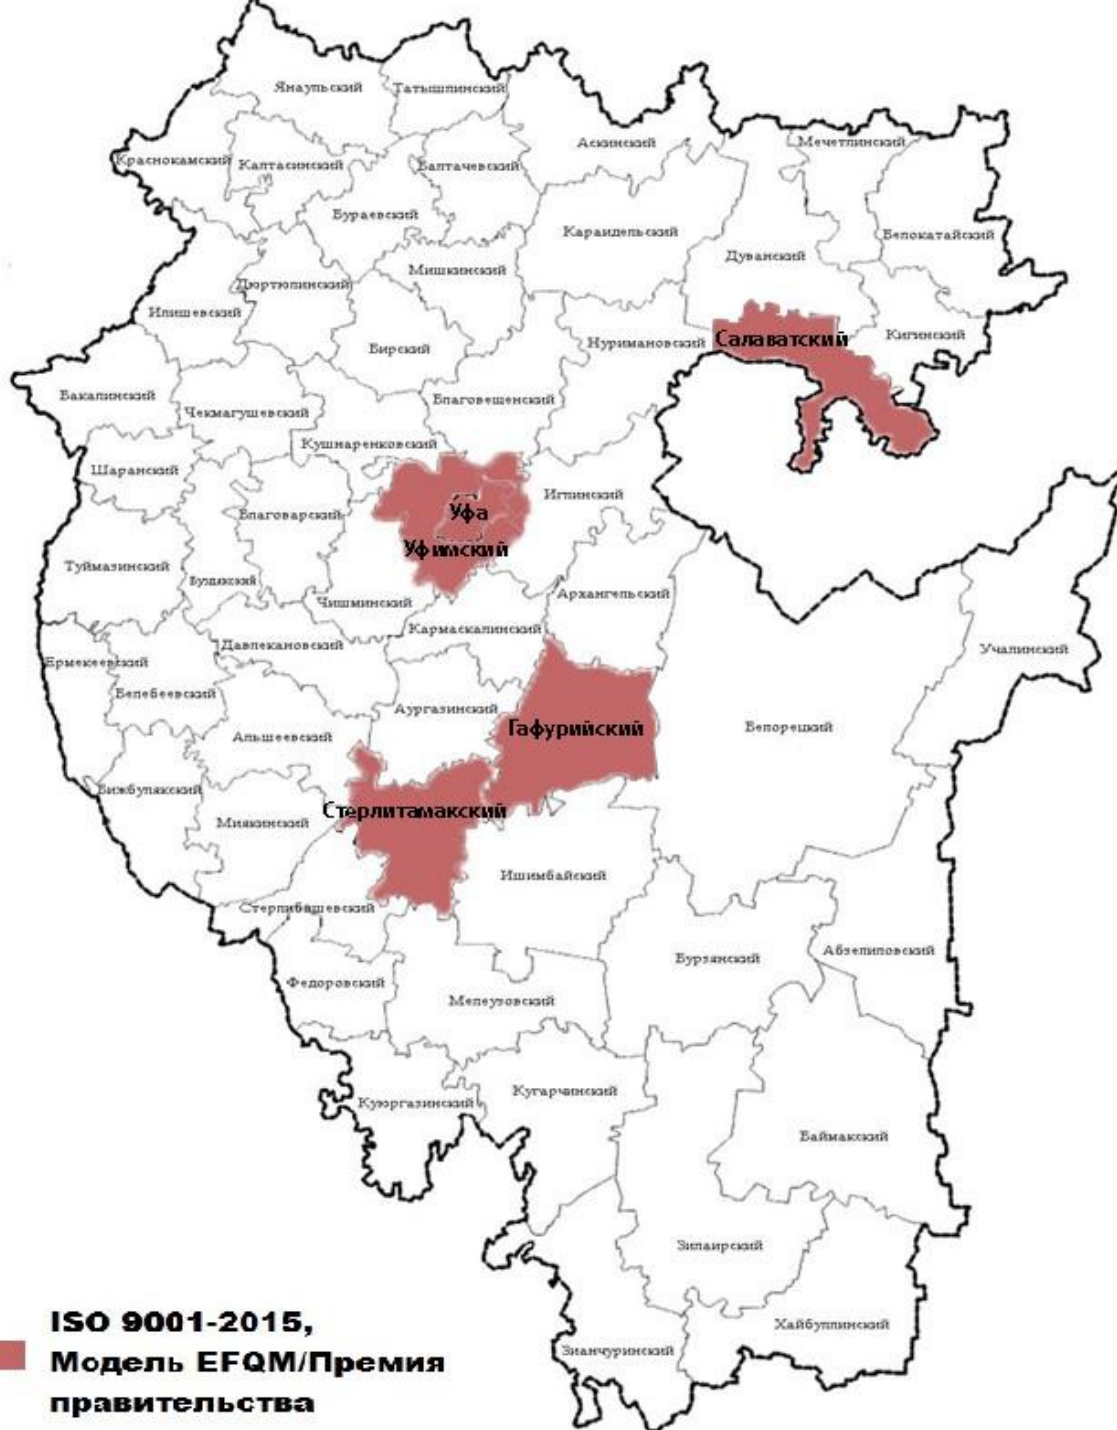 Янаульский
Татышлинский
Аскинский
Мечетлинский
Краснокамский
Калтасинский
Балтачевский
Бураевский
Караидельский
Белокатайский
Дуванский
Мишкинский
Дюртюлинский
Илишевский
Бирский
Нуримановский
Салаватский
Кигинский
Бакалинский
Чекмагушевский
Благовещенский
Кушнаренковский
Шаранский
Иглинский
Благоварский
Уфа
Уфимский
Туймазинский
Буздякский
Чишминский
Архангельский
Кармаскалинский
Давлекановский
Учалинский
Ермекеевский
Белебеевский
Аургазинский
Гафурийский
Белорецкий
Альшеевский
Бижбулякский
Миякинский
Стерлитамакский
Ишимбайский
Стерлибашевский
Бурзянский
Абзелиловский
Федоровский
Мелеузовский
Кугарчинский
Куюргазинский
Баймакский
Зилаирский
Хайбуллинский
Зианчуринский
ISO 9001-2015,
Модель EFQM/Премия
правительства